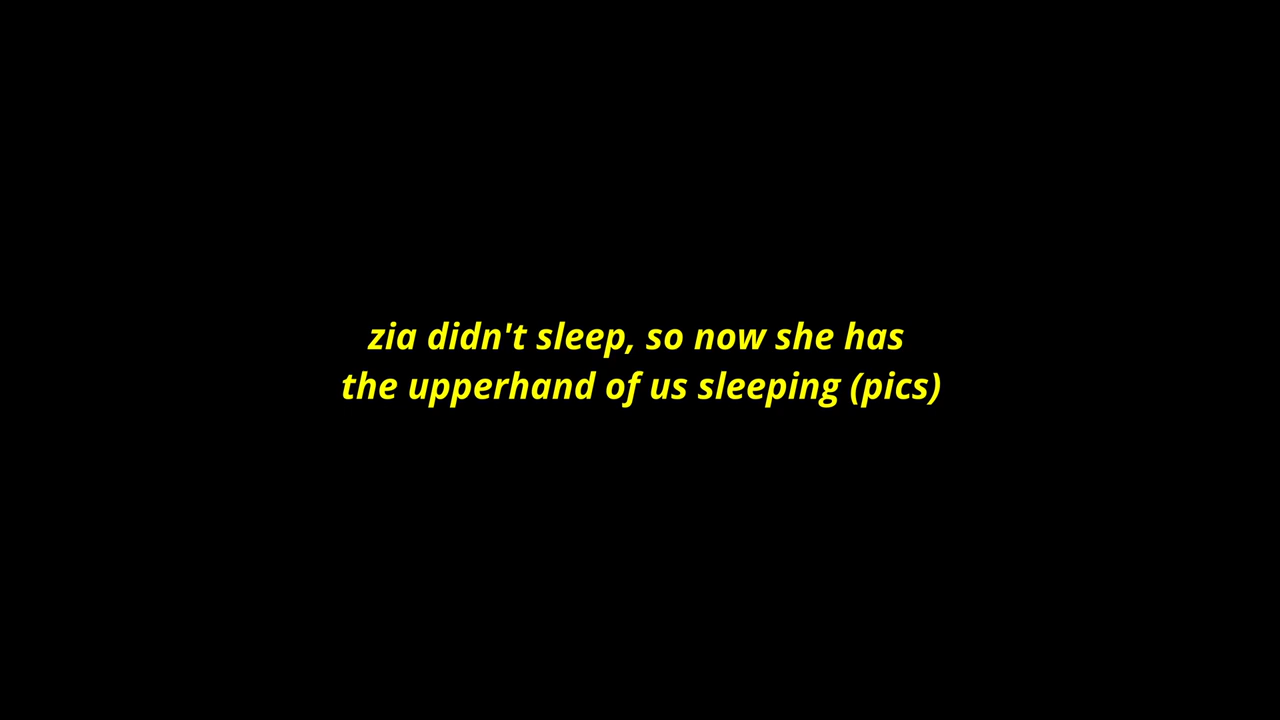 zia didn't sleep, so now she has
the upperhand of us sleeping (pics)